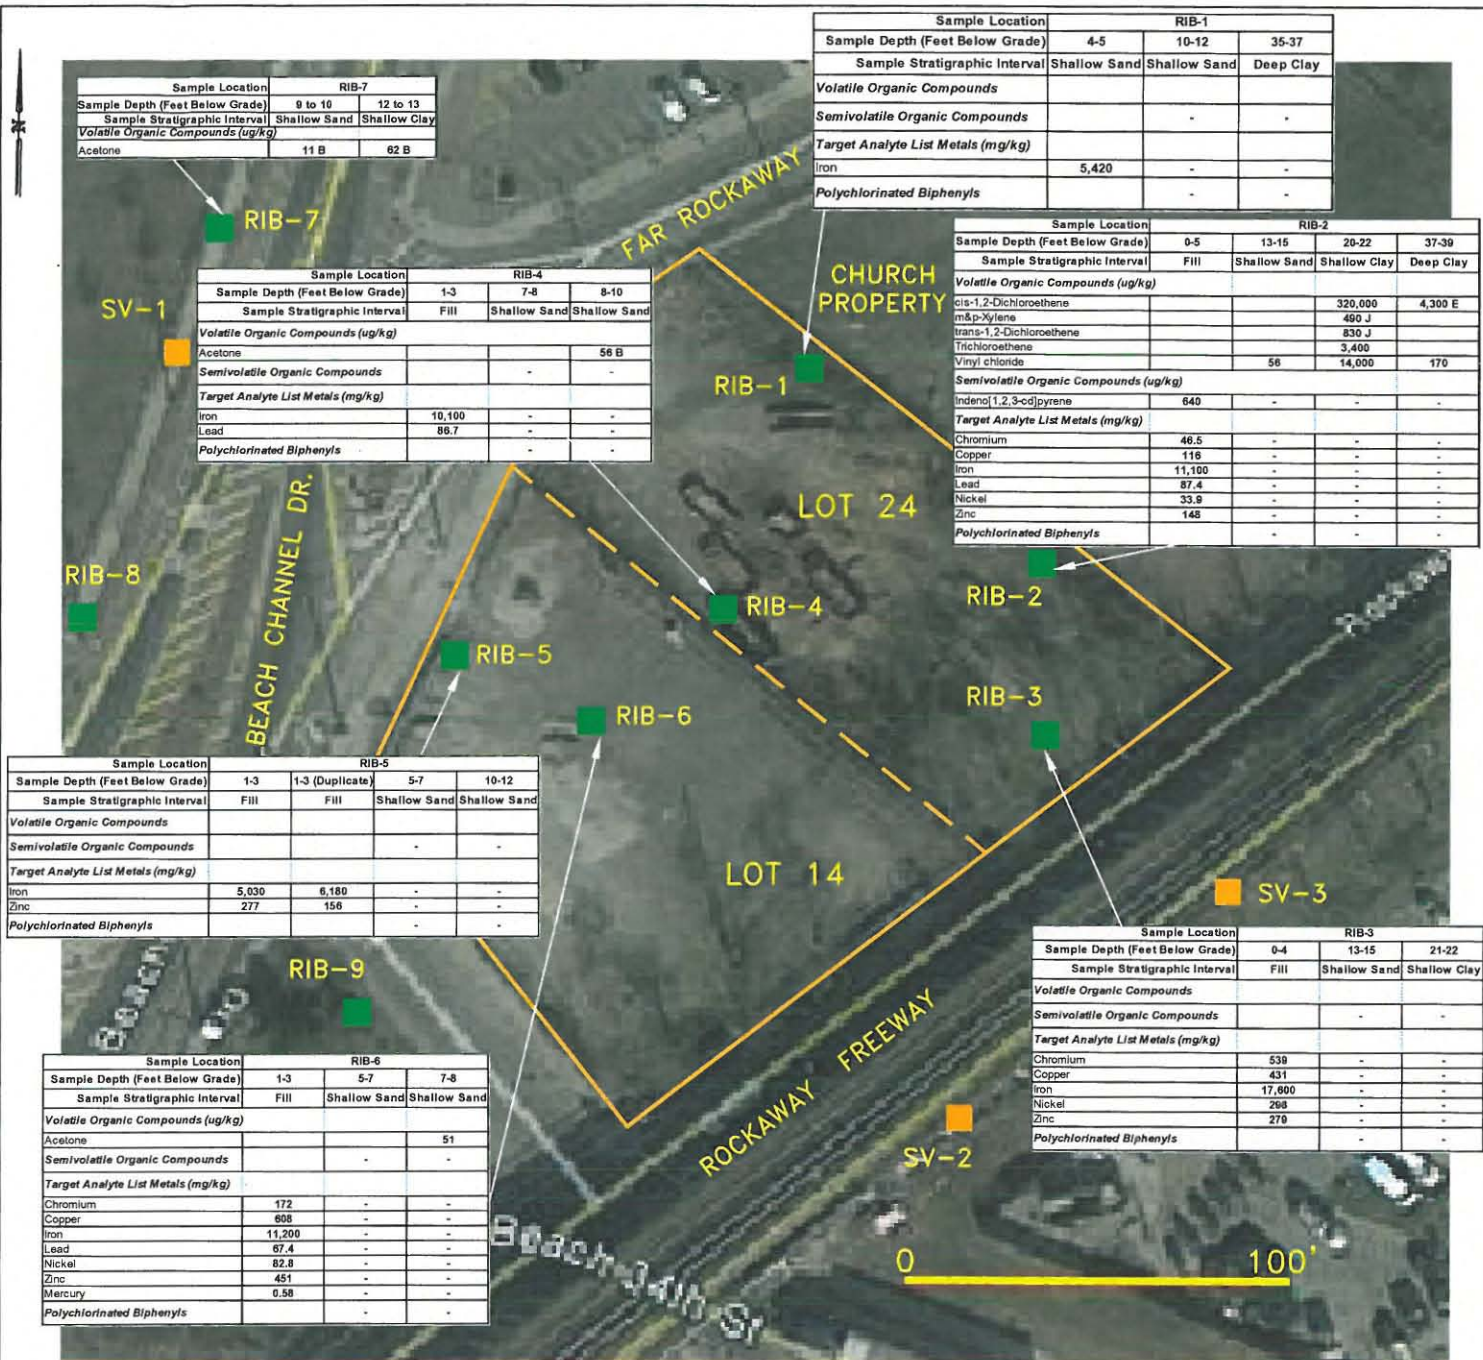 N
Sample Location RIB-1
Sample Depth (Feet Below Grade) 4-5 10-12 35-37
Sample Stratigraphic Interval Shallow Sand Shallow Sand Deep Clay
Volatile Organic Compounds
Semivolatile Organic Compounds - -
Target Analyte List Metals (mg/kg)
Iron 5,420 - -
Polychlorinated Biphenyls - -
Sample Location RIB-7
Sample Depth (Feet Below Grade) 9 to 10 12 to 13
Sample Stratigraphic Interval Shallow Sand Shallow Clay
Volatile Organic Compounds (ug/kg)
Acetone 11 B 62 B
RIB-7
FAR ROCKAWAY
Sample Location RIB-2
Sample Depth (Feet Below Grade) 0-5 13-15 20-22 37-39
Sample Stratigraphic Interval Fill Shallow Sand Shallow Clay Deep Clay
Volatile Organic Compounds (ug/kg)
cis-1,2-Dichloroethene 320,000 4,300 E
m&p-Xylene 490 J
trans-1,2-Dichloroethene 830 J
Trichloroethene 3,400
Vinyl chloride 56 14,000 170
Semivolatile Organic Compounds (ug/kg)
Indeno[1,2,3-cd]pyrene 640 - - -
Target Analyte List Metals (mg/kg)
Chromium 46.5 - - -
Copper 116 - - -
Iron 11,100 - - -
Lead 87.4 - - -
Nickel 33.9 - - -
Zinc 148 - - -
Polychlorinated Biphenyls - - -
CHURCH
PROPERTY
Sample Location RIB-4
Sample Depth (Feet Below Grade) 1-3 7-8 8-10
Sample Stratigraphic Interval Fill Shallow Sand Shallow Sand
Volatile Organic Compounds (ug/kg)
Acetone 56 B
Semivolatile Organic Compounds - -
Target Analyte List Metals (mg/kg)
Iron 10,100 - -
Lead 86.7 - -
Polychlorinated Biphenyls - -
SV-1
RIB-1
LOT 24
BEACH CHANNEL DR.
RIB-8
RIB-2
RIB-4
RIB-5
RIB-3
RIB-6
Sample Location RIB-5
Sample Depth (Feet Below Grade) 1-3 1-3 (Duplicate) 5-7 10-12
Sample Stratigraphic Interval Fill Fill Shallow Sand Shallow Sand
Volatile Organic Compounds
Semivolatile Organic Compounds - -
Target Analyte List Metals (mg/kg)
Iron 5,030 6,180 - -
Zinc 277 156 - -
Polychlorinated Biphenyls - -
LOT 14
SV-3
Sample Location RIB-3
Sample Depth (Feet Below Grade) 0-4 13-15 21-22
Sample Stratigraphic Interval Fill Shallow Sand Shallow Clay
Volatile Organic Compounds
Semivolatile Organic Compounds - -
Target Analyte List Metals (mg/kg)
Chromium 539 - -
Copper 431 - -
Iron 17,600 - -
Nickel 298 - -
Zinc 279 - -
Polychlorinated Biphenyls - -
RIB-9
ROCKAWAY FREEWAY
Sample Location RIB-6
Sample Depth (Feet Below Grade) 1-3 5-7 7-8
Sample Stratigraphic Interval Fill Shallow Sand Shallow Sand
Volatile Organic Compounds (ug/kg)
Acetone 51
Semivolatile Organic Compounds - -
Target Analyte List Metals (mg/kg)
Chromium 172 - -
Copper 608 - -
Iron 11,200 - -
Lead 67.4 - -
Nickel 82.8 - -
Zinc 451 - -
Mercury 0.58 - -
Polychlorinated Biphenyls - -
SV-2
Beach St
0 100'